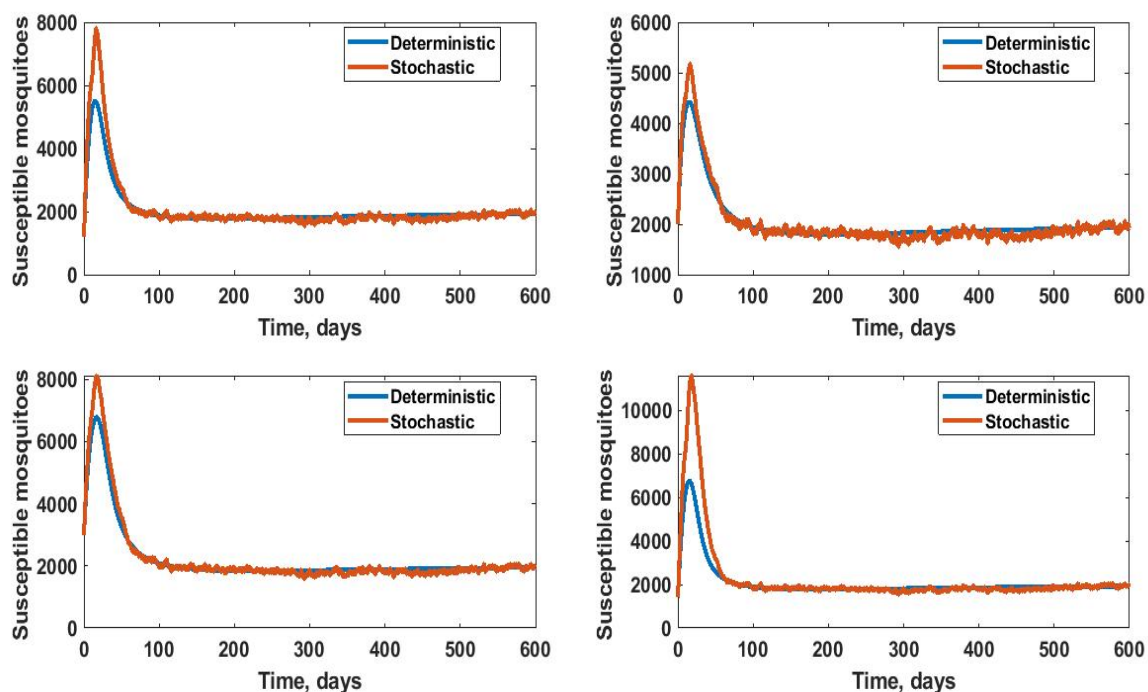 8000
6000
4000
2000
0
Susceptible mosquitoes
Deterministic
Stochastic
0 100 200 300 400 500 600
Time, days
6000
5000
4000
3000
2000
1000
Susceptible mosquitoes
Deterministic
Stochastic
0 100 200 300 400 500 600
Time, days
8000
6000
4000
2000
0
Susceptible mosquitoes
Deterministic
Stochastic
0 100 200 300 400 500 600
Time, days
10000
8000
6000
4000
2000
0
Susceptible mosquitoes
Deterministic
Stochastic
0 100 200 300 400 500 600
Time, days